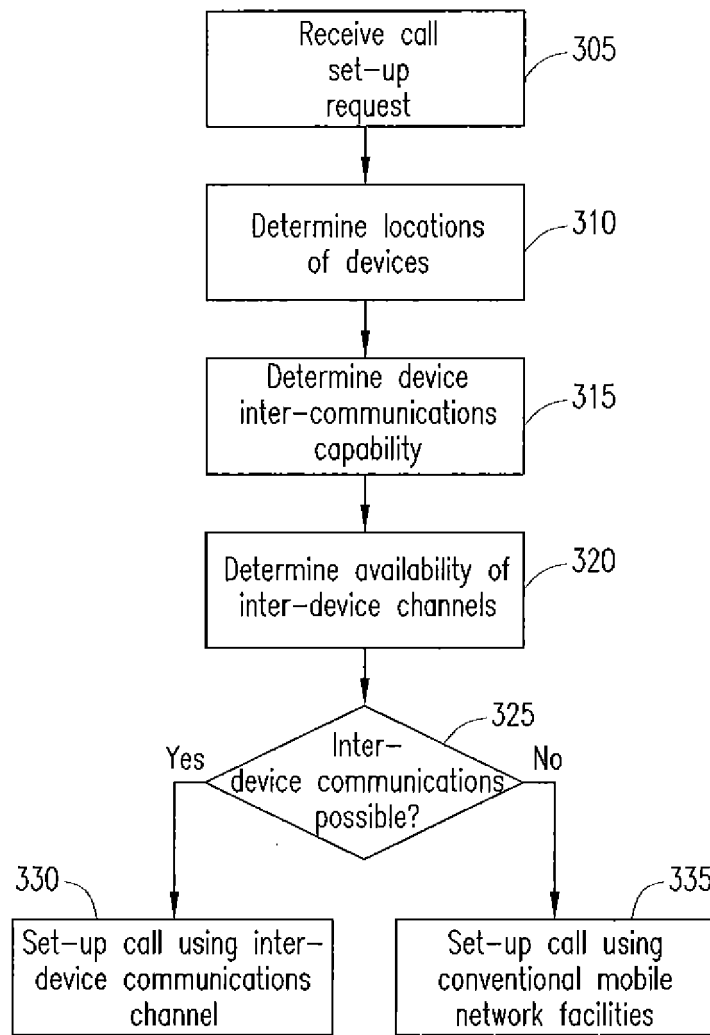 Receive call
set-up
request
305
Determine locations
of devices
310
Determine device
inter-communications
capability
315
Determine availability of
inter-device channels
320
325
Yes
Inter-
device communications
possible?
No
330
Set-up call using inter-
device communications
channel
335
Set-up call using
conventional mobile
network facilities